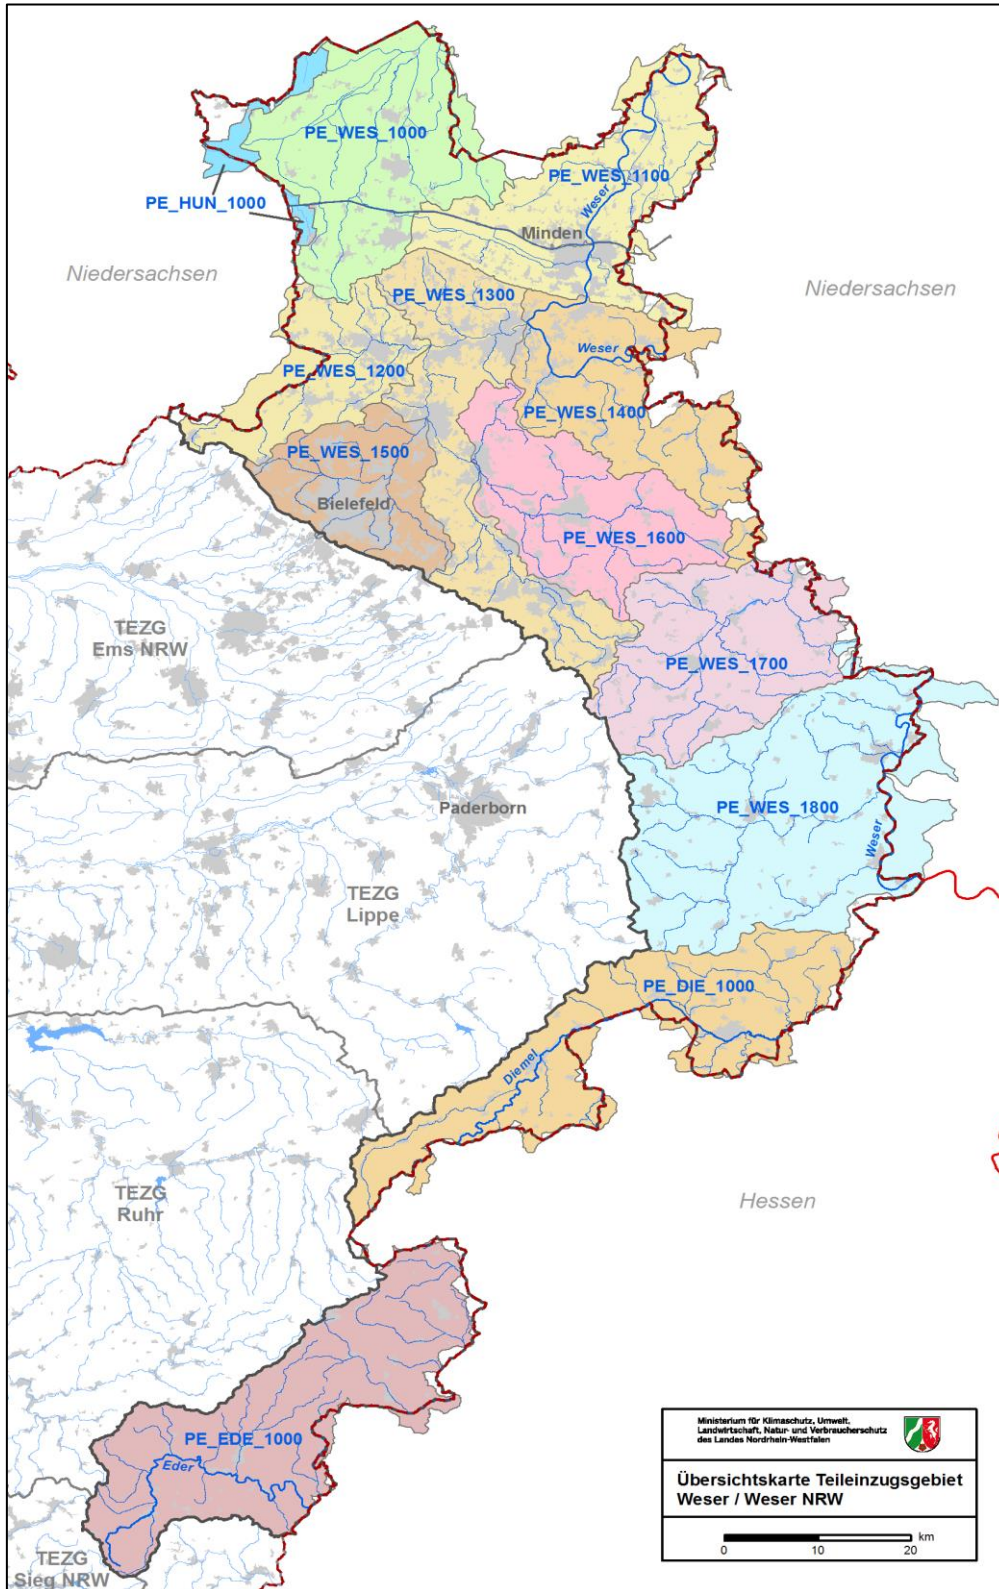 PE_WES_1000
PE_WES_1100
PE_HUN_1000
Weser
Minden
Niedersachsen
Niedersachsen
PE_WES_1300
Weser
PE_WES_1200
PE_WES_1400
PE_WES_1500
Bielefeld
PE_WES_1600
TEZG
Ems NRW
PE_WES_1700
Paderborn
PE_WES_1800
Weser
TEZG
Lippe
PE_DIE_1000
Diemel
TEZG
Ruhr
Hessen
PE_EDE_1000
Eder
TEZG
Sieg NRW
Ministerium für Klimaschutz, Umwelt,
Landwirtschaft, Natur- und Verbraucherschutz
des Landes Nordrhein-Westfalen
Übersichtskarte Teileinzugsgebiet
Weser / Weser NRW
km
0 10 20